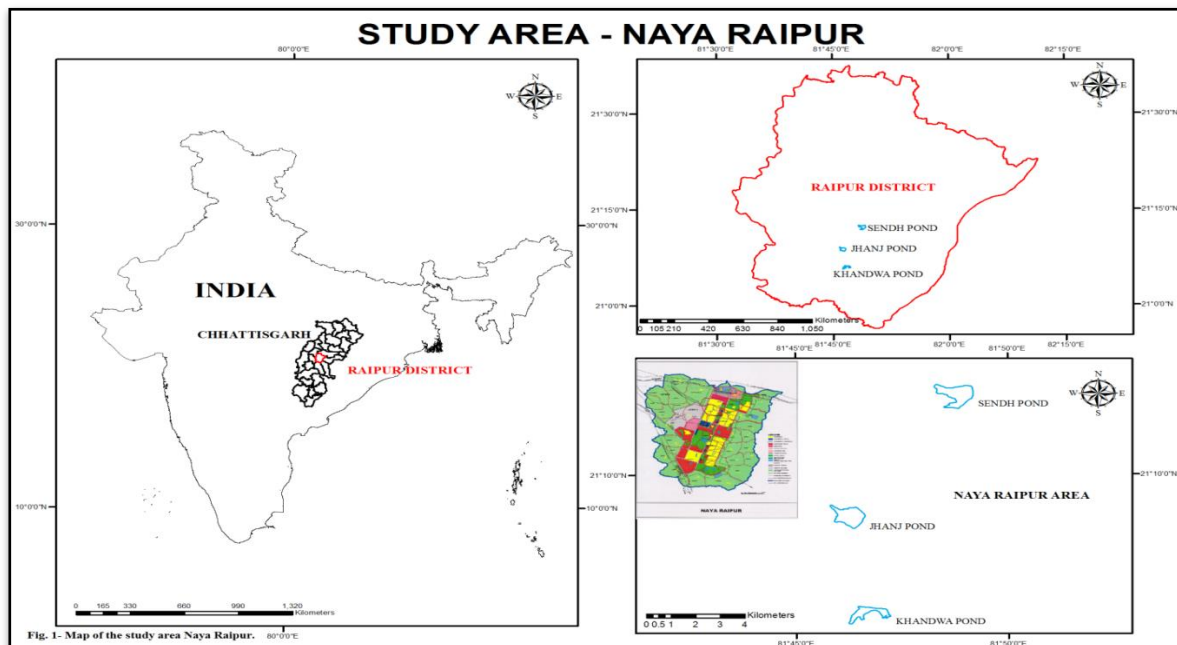 STUDY AREA - NAYA RAIPUR
80°0'0"E
N
W E
S
30°0'0"N
30°0'0"N
INDIA
CHHATTISGARH
RAIPUR DISTRICT
10°0'0"N
10°0'0"N
0 165 330 660 990 1,320
Kilometers
Fig. 1- Map of the study area Naya Raipur.
80°0'0"E
81°30'0"E 81°45'0"E 82°0'0"E 82°15'0"E
N
W E
S
21°30'0"N
21°30'0"N
RAIPUR DISTRICT
21°15'0"N
21°15'0"N
SENDH POND
JHANJ POND
KHANDWA POND
21°0'0"N
21°0'0"N
Kilometers
0 105 210 420 630 840 1,050
81°30'0"E 81°45'0"E 82°0'0"E 82°15'0"E
81°45'0"E 81°50'0"E
N
W E
S
SENDH POND
21°10'0"N
21°10'0"N
NAYA RAIPUR AREA
NAYA RAIPUR
JHANJ POND
Kilometers
0 0.5 1 2 3 4
KHANDWA POND
81°45'0"E 81°50'0"E